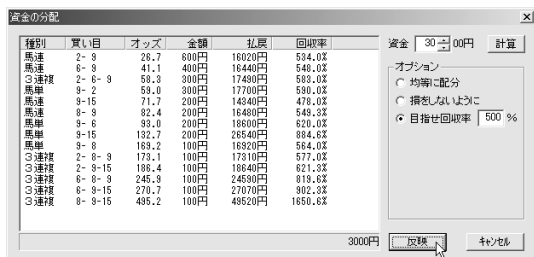 資金の分配
種別 買い目 オッズ 金額 払戻 回収率
馬連 2- 9 26.7 600円 16020円 534.0%
馬連 6- 9 41.1 400円 16440円 548.0%
3連複 2- 6- 9 58.3 300円 17490円 583.0%
馬単 9- 2 59.0 300円 17700円 590.0%
馬連 9-15 71.7 200円 14340円 478.0%
馬連 8- 9 82.4 200円 16480円 549.3%
馬単 9- 6 93.0 200円 18600円 620.0%
馬単 9-15 132.7 200円 26540円 884.6%
馬単 9- 8 169.2 100円 16920円 564.0%
3連複 2- 8- 9 173.1 100円 17310円 577.0%
3連複 2- 9-15 186.4 100円 18640円 621.3%
3連複 6- 8- 9 245.9 100円 24590円 819.6%
3連複 6- 9-15 270.7 100円 27070円 902.3%
3連複 8- 9-15 495.2 100円 49520円 1650.6%
3000円
資金 30 00円 計算
オプション
均等に配分
損をしないように
目指せ回収率 500 %
反映 キャンセル